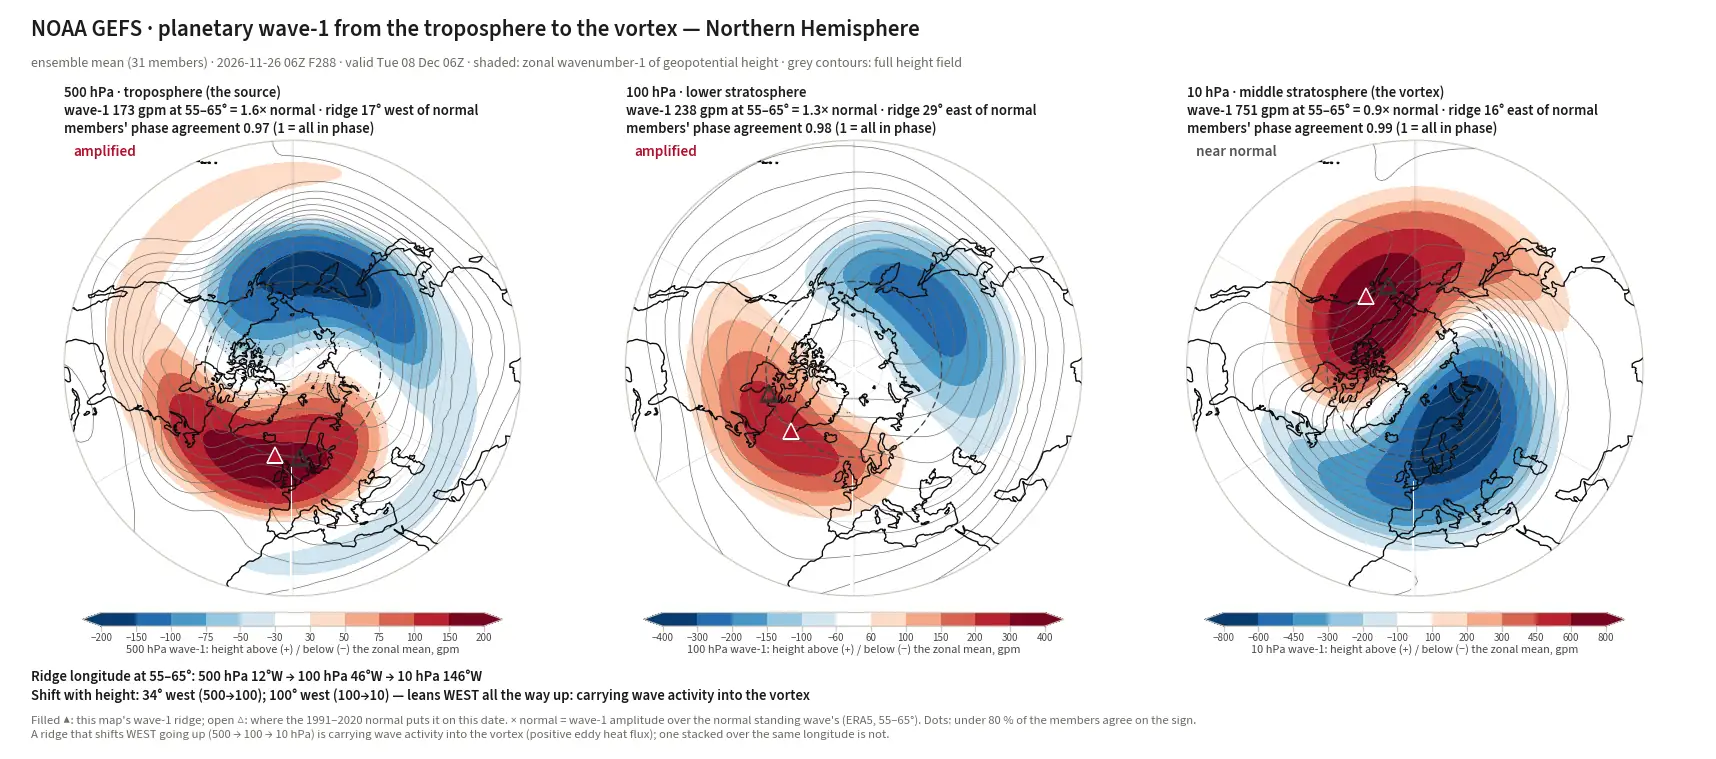 NOAA GEFS · planetary wave-1 from the troposphere to the vortex — Northern Hemisphere
ensemble mean (31 members) · 2026-11-26 06Z F288 · valid Tue 08 Dec 06Z · shaded: zonal wavenumber-1 of geopotential height · grey contours: full height field
500 hPa · troposphere (the source)
wave-1 173 gpm at 55–65° = 1.6× normal · ridge 17° west of normal
members' phase agreement 0.97 (1 = all in phase)
amplified
100 hPa · lower stratosphere
wave-1 238 gpm at 55–65° = 1.3× normal · ridge 29° east of normal
members' phase agreement 0.98 (1 = all in phase)
amplified
10 hPa · middle stratosphere (the vortex)
wave-1 751 gpm at 55–65° = 0.9× normal · ridge 16° east of normal
members' phase agreement 0.99 (1 = all in phase)
near normal
−200 −150 −100 −75 −50 −30 30 50 75 100 150 200
500 hPa wave-1: height above (+) / below (−) the zonal mean, gpm
−400 −300 −200 −150 −100 −60 60 100 150 200 300 400
100 hPa wave-1: height above (+) / below (−) the zonal mean, gpm
−800 −600 −450 −300 −200 −100 100 200 300 450 600 800
10 hPa wave-1: height above (+) / below (−) the zonal mean, gpm
Ridge longitude at 55–65°: 500 hPa 12°W → 100 hPa 46°W → 10 hPa 146°W
Shift with height: 34° west (500→100); 100° west (100→10) — leans WEST all the way up: carrying wave activity into the vortex
Filled ▲: this map's wave-1 ridge; open △: where the 1991–2020 normal puts it on this date. × normal = wave-1 amplitude over the normal standing wave's (ERA5, 55–65°). Dots: under 80 % of the members agree on the sign.
A ridge that shifts WEST going up (500 → 100 → 10 hPa) is carrying wave activity into the vortex (positive eddy heat flux); one stacked over the same longitude is not.